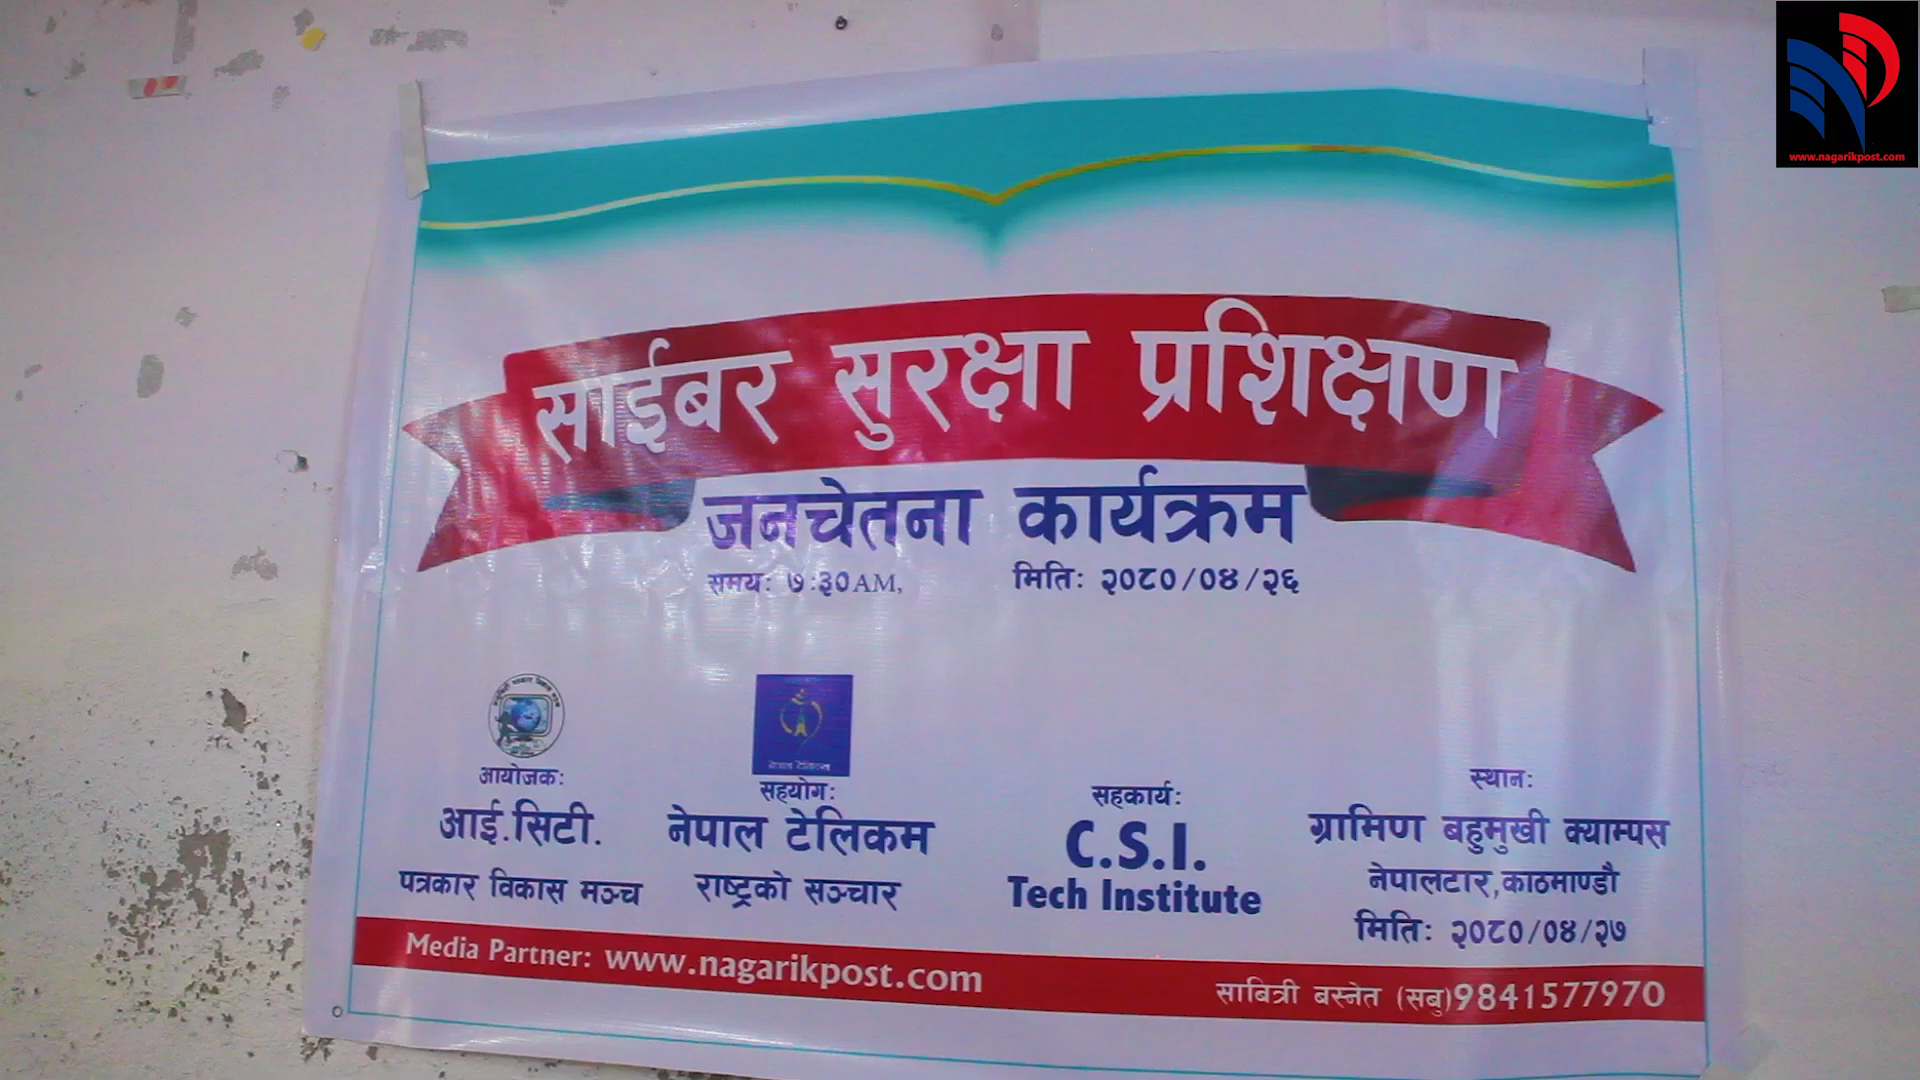 www.nagarikpost.com
साईबर सुरक्षा प्रशिक्षण
जनचेतना कार्यक्रम
समय: ७:३०AM, मिति: २०८०/०४/२६
नेपाल टेलिकम
आयोजक:
आई.सिटी.
पत्रकार विकास मञ्च
सहयोग:
नेपाल टेलिकम
राष्ट्रको सञ्चार
सहकार्य:
C.S.I.
Tech Institute
स्थान:
ग्रामिण बहुमुखी क्याम्पस
नेपालटार,काठमाण्डौ
मिति: २०८०/०४/२७
Media Partner: www.nagarikpost.com
साबित्री बस्नेत (सबु)9841577970